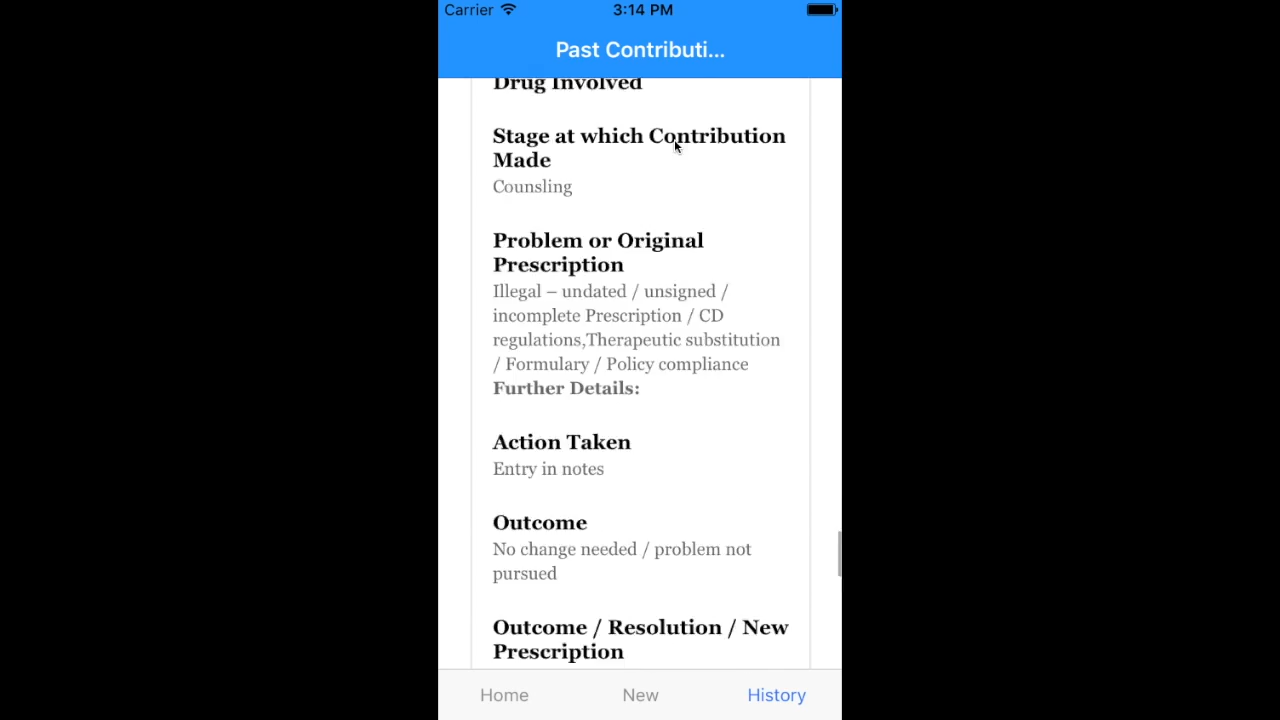 Carrier 3:14 PM
Past Contributi...
Drug Involved
Stage at which Contribution
Made
Counsling
Problem or Original
Prescription
Illegal – undated / unsigned /
incomplete Prescription / CD
regulations,Therapeutic substitution
/ Formulary / Policy compliance
Further Details:
Action Taken
Entry in notes
Outcome
No change needed / problem not
pursued
Outcome / Resolution / New
Prescription
Home New History